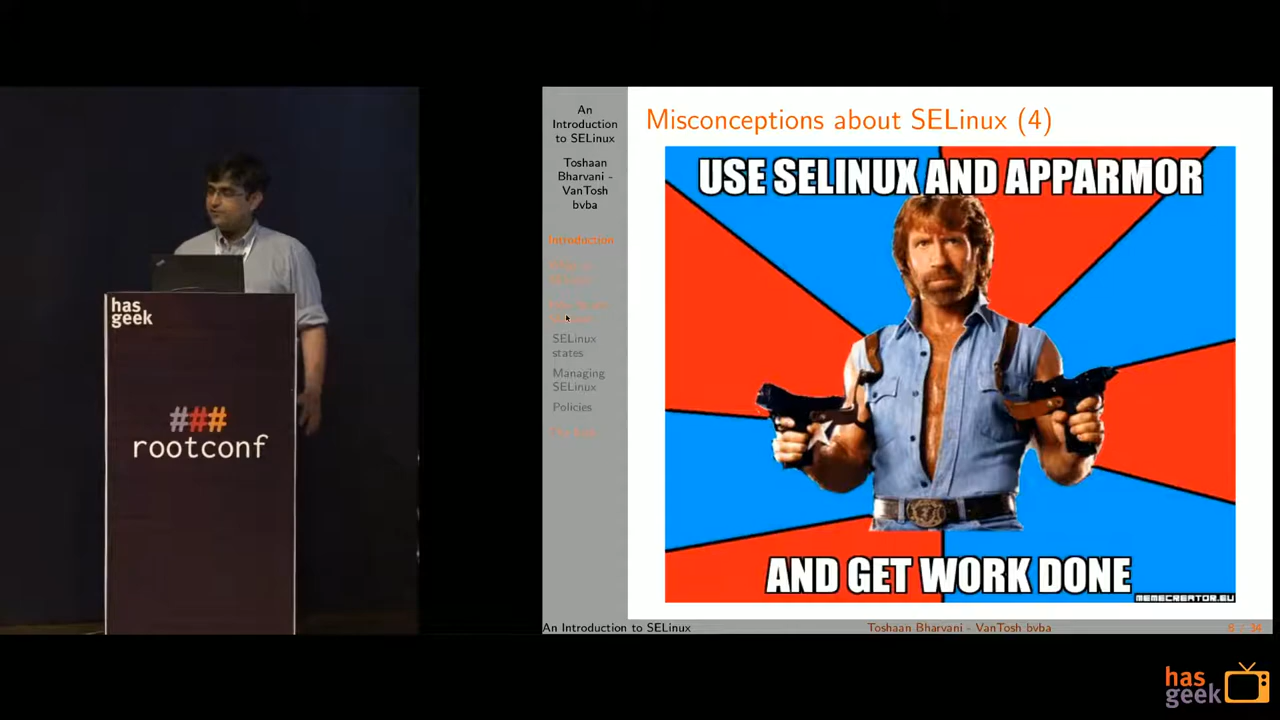 An
Introduction
to SELinux
Toshaan
Bharvani -
VanTosh
bvba
Introduction
SELinux
states
Managing
SELinux
Policies
Misconceptions about SELinux (4)
USE SELINUX AND APPARMOR
AND GET WORK DONE
MEMECREATOR.EU
An Introduction to SELinux
Toshaan Bharvani - VanTosh bvba
has
geek
###
rootconf
has
geek